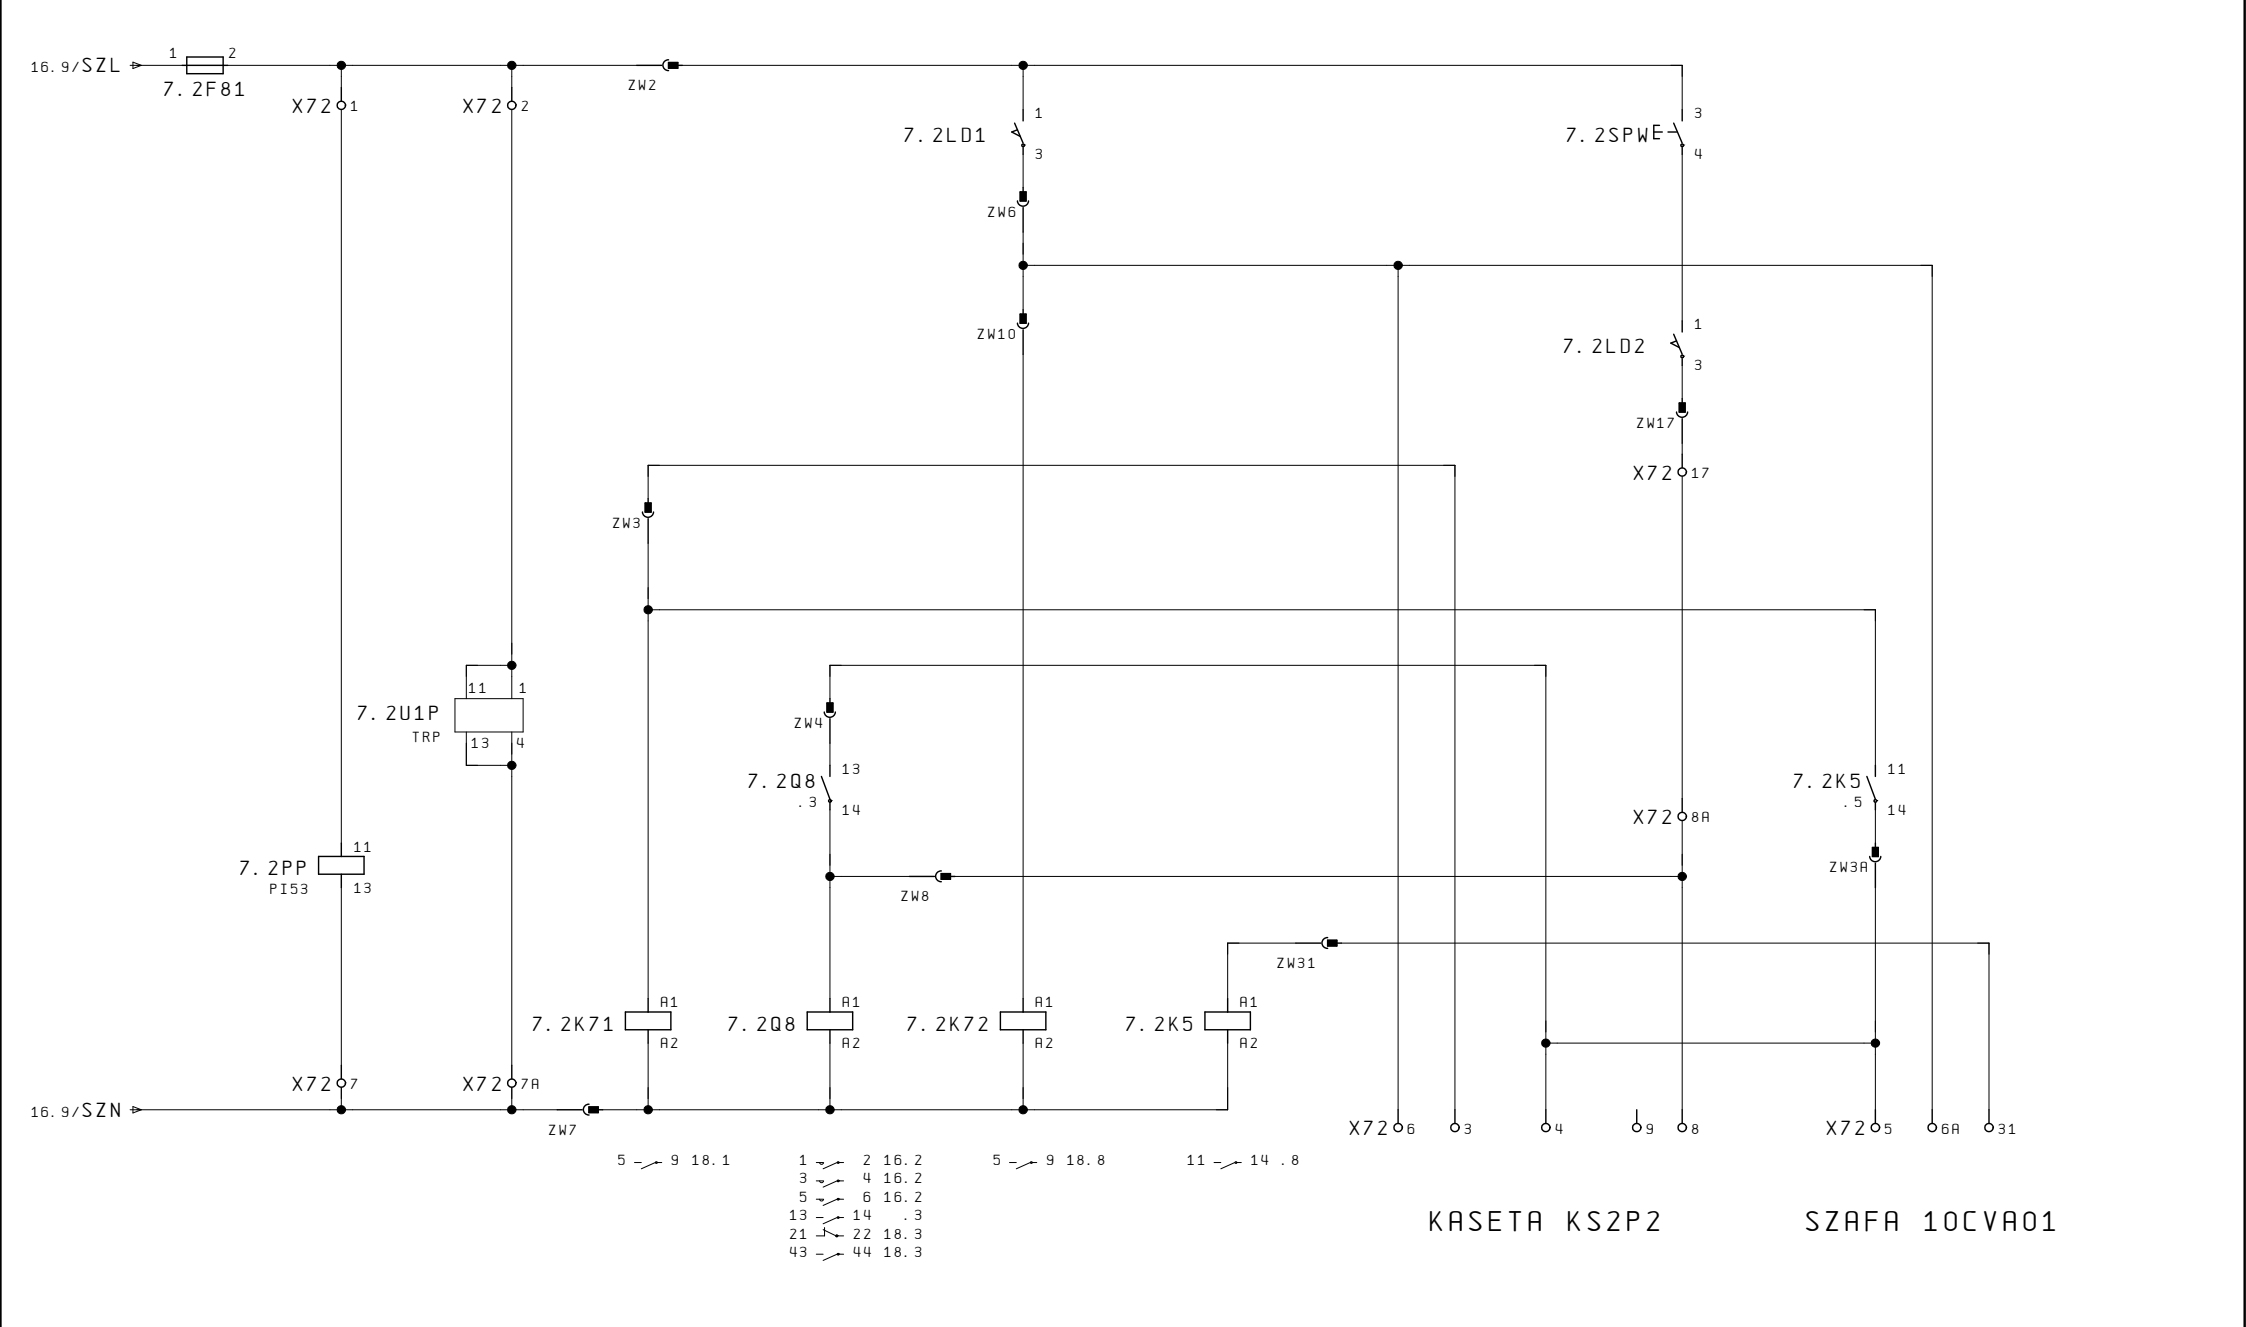 16.9/SZL
1 2
7.2F81
X72 1
X72 2
ZW2
7.2LD1
1
3
7.2SPW
3
4
ZW6
ZW10
7.2LD2
1
3
ZW17
X72 17
ZW3
7.2U1P
TRP
11 1
13 4
ZW4
7.2Q8
.3
13
14
7.2K5
.5
11
14
X72 8A
7.2PP
PI53
11
13
ZW3A
ZW8
ZW31
7.2K71
A1
A2
7.2Q8
A1
A2
7.2K72
A1
A2
7.2K5
A1
A2
X72 7
X72 7A
16.9/SZN
ZW7
X72 6 3 4 9 8
X72 5 6A 31
5 9 18.1
1 2 16.2
3 4 16.2
5 6 16.2
13 14 .3
21 22 18.3
43 44 18.3
5 9 18.8
11 14 .8
KASETA KS2P2
SZAFA 10CVA01